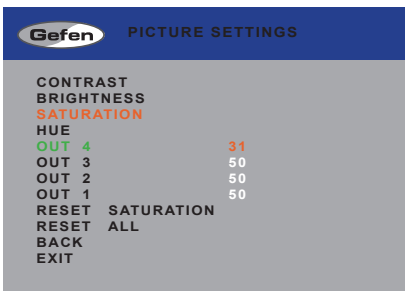 Gefen PICTURE SETTINGS
CONTRAST
BRIGHTNESS
SATURATION
HUE
OUT 4 31
OUT 3 50
OUT 2 50
OUT 1 50
RESET SATURATION
RESET ALL
BACK
EXIT